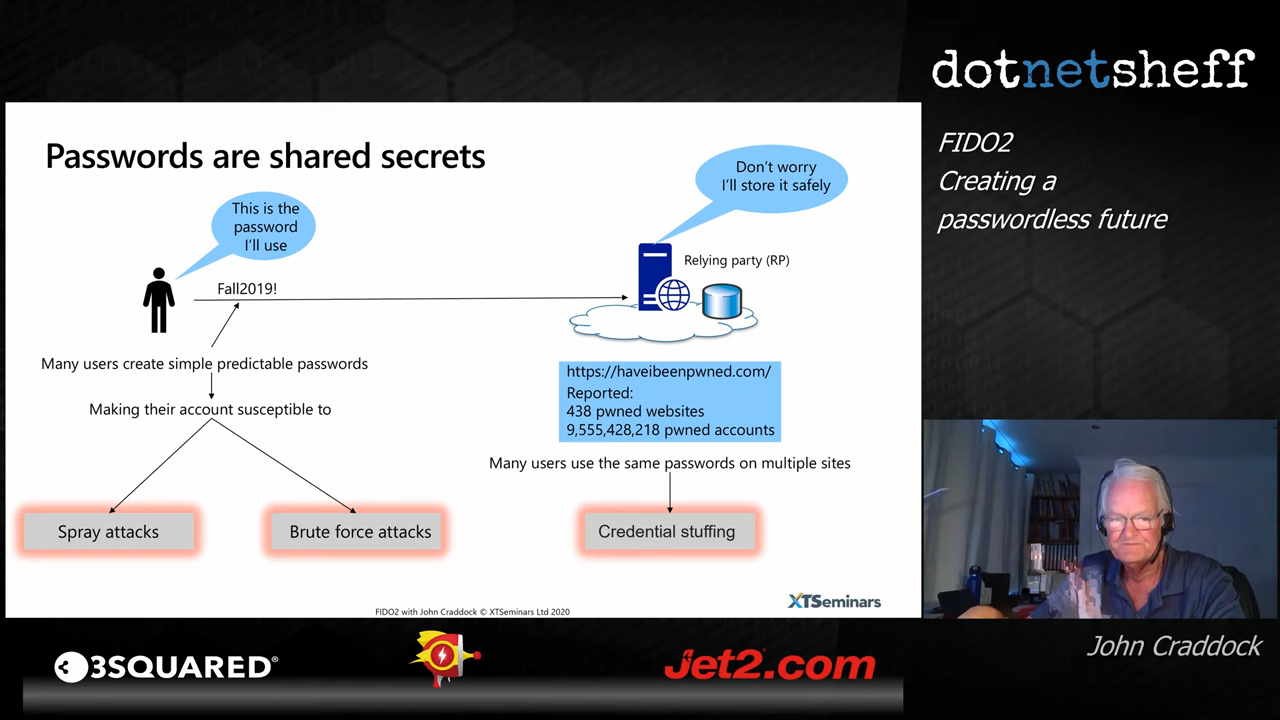 dotnetsheff
FIDO2
Creating a
passwordless future
Passwords are shared secrets
This is the
password
I'll use
Don't worry
I'll store it safely
Relying party (RP)
Fall2019!
Many users create simple predictable passwords
Making their account susceptible to
https://haveibeenpwned.com/
Reported:
438 pwned websites
9,555,428,218 pwned accounts
Many users use the same passwords on multiple sites
Spray attacks
Brute force attacks
Credential stuffing
FIDO2 with John Craddock © XTSeminars Ltd 2020
XTSeminars
John Craddock
3SQUARED®
Jet2.com